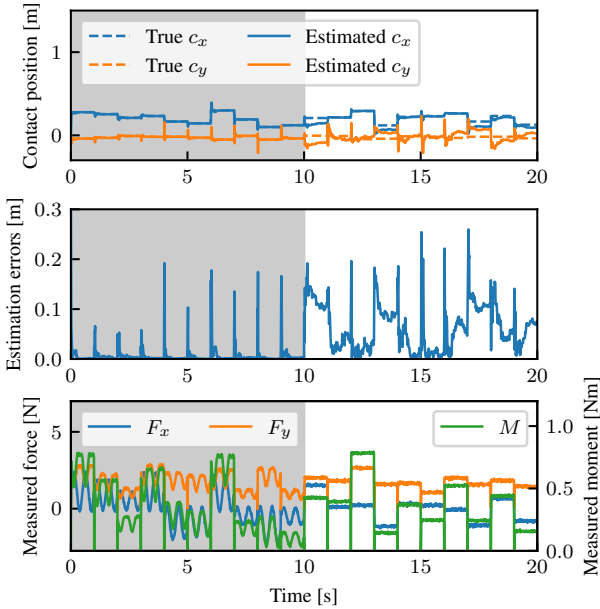 Contact position [m]
1
0
True c_x
Estimated c_x
True c_y
Estimated c_y
0 5 10 15 20
Estimation errors [m]
0.3
0.2
0.1
0.0
0 5 10 15 20
Measured force [N]
5
0
F_x F_y M
1.0
0.5
0.0
Measured moment [Nm]
0 5 10 15 20
Time [s]